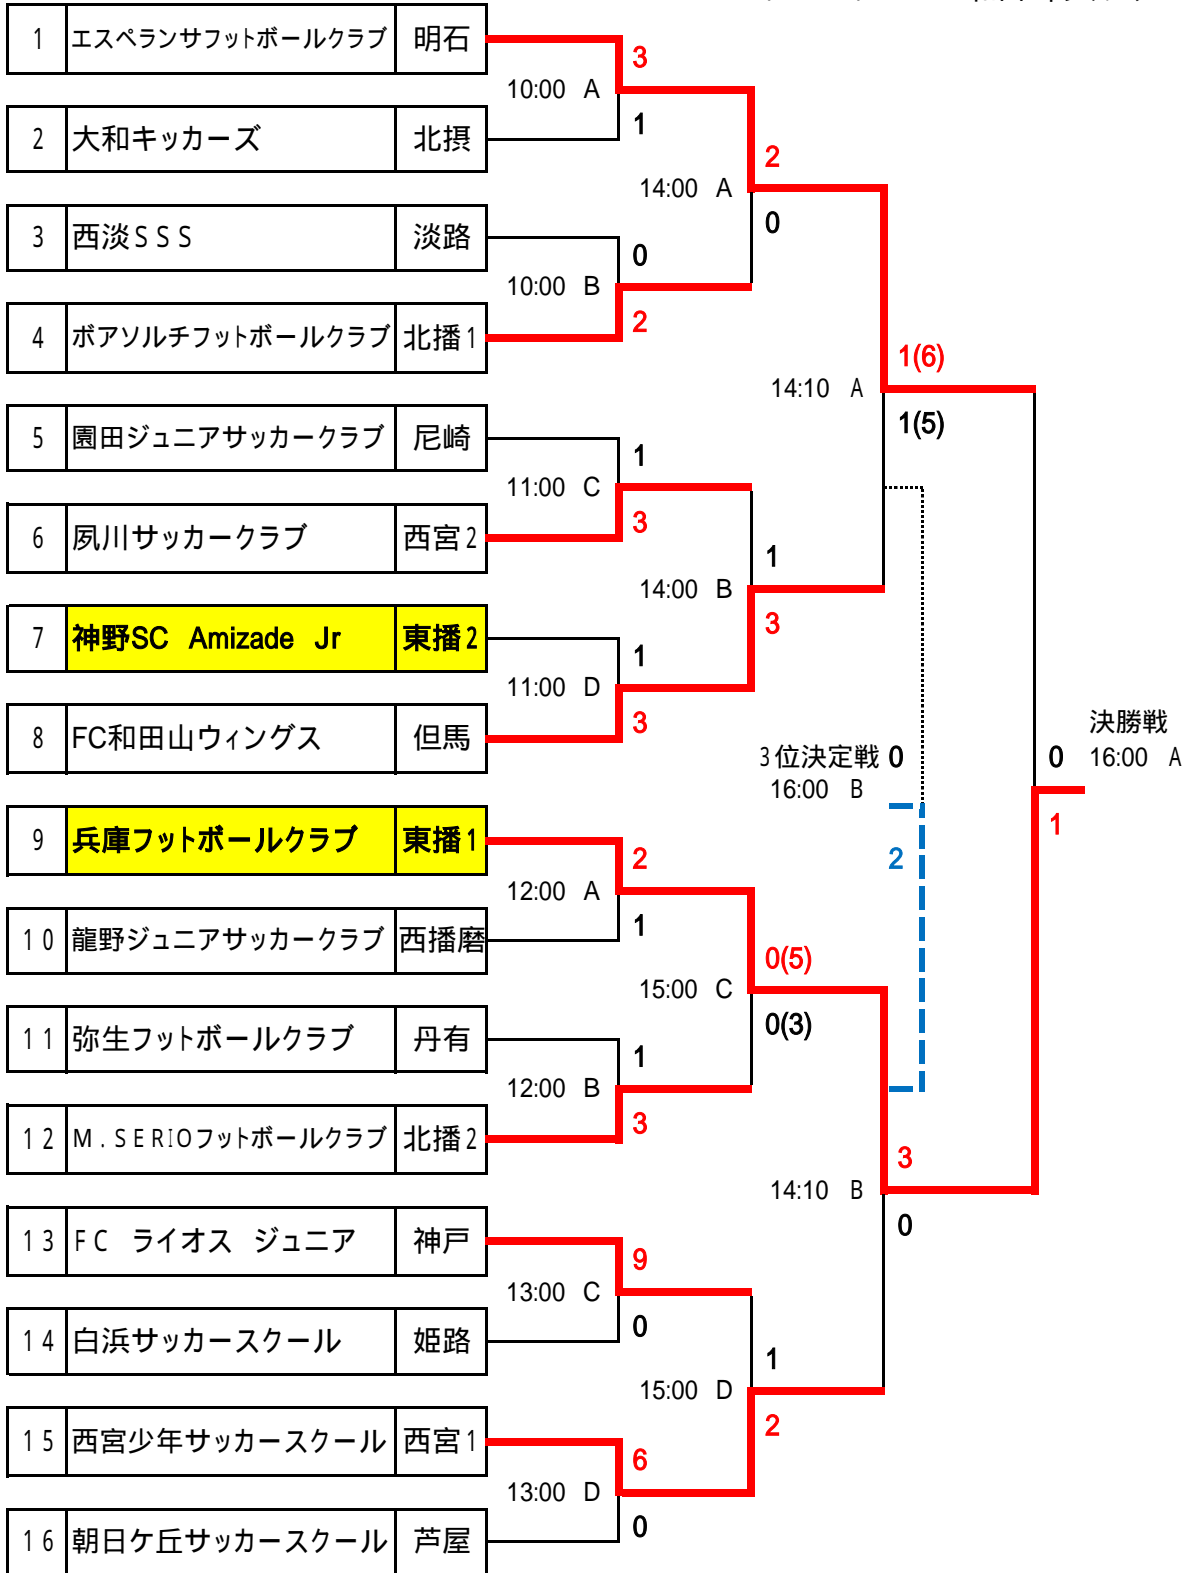 1 エスペランサフットボールクラブ 明石
3
10:00 A
1
2 大和キッカーズ 北摂
2
14:00 A
0
3 西淡SSS 淡路
0
10:00 B
2
4 ボアソルチフットボールクラブ 北播1
1(6)
14:10 A
1(5)
5 園田ジュニアサッカークラブ 尼崎
1
11:00 C
3
6 夙川サッカークラブ 西宮2
1
14:00 B
3
7 神野SC Amizade Jr 東播2
1
11:00 D
3
8 FC和田山ウィングス 但馬
決勝戦
3位決定戦 0
0 16:00 A
16:00 B
1
9 兵庫フットボールクラブ 東播1
2
2
12:00 A
1
10 龍野ジュニアサッカークラブ 西播磨
0(5)
15:00 C
0(3)
11 弥生フットボールクラブ 丹有
1
12:00 B
3
12 M.SERIOフットボールクラブ 北播2
3
14:10 B
0
13 FC ライオス ジュニア 神戸
9
13:00 C
0
14 白浜サッカースクール 姫路
1
15:00 D
2
15 西宮少年サッカースクール 西宮1
6
13:00 D
0
16 朝日ケ丘サッカースクール 芦屋